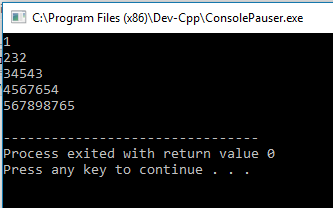 C:\Program Files (x86)\Dev-Cpp\ConsolePauser.exe
1
232
34543
4567654
567898765
--------------------------------
Process exited with return value 0
Press any key to continue . . .